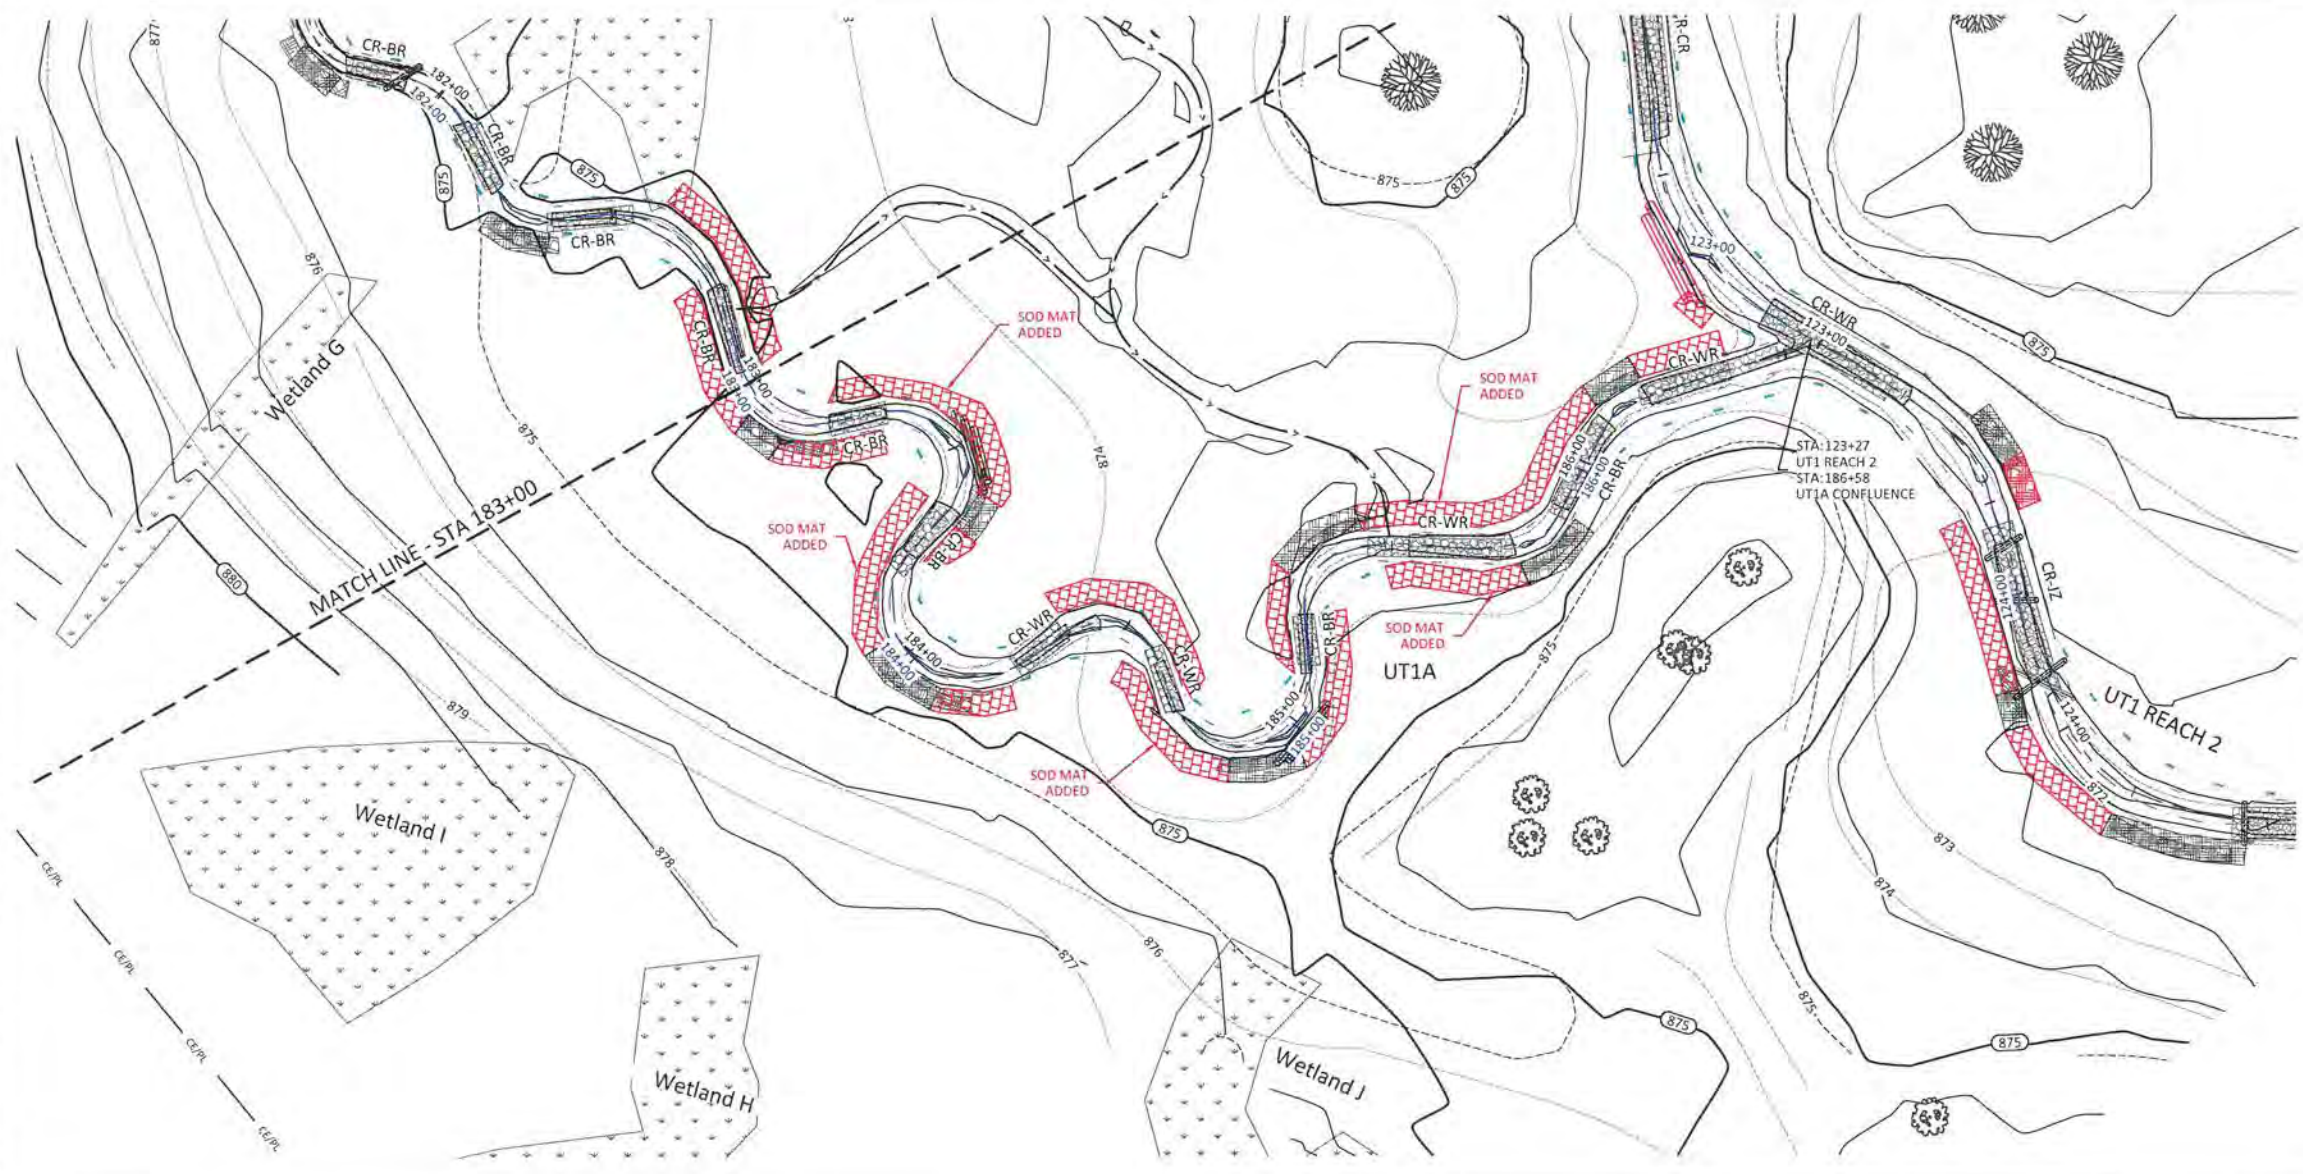 877
CR-BR
182+00
182+00
CR-BR
875
875
CR-BR
876
Wetland G
875
CR-BR
183+00
183+00
CR-BR
SOD MAT
ADDED
874
875
875
CR-CR
123+00
CR-WR
123+00
875
CR-WR
SOD MAT
ADDED
186+00
186+00
CR-BR
CR-WR
STA:123+27
UT1 REACH 2
STA:186+58
UT1A CONFLUENCE
MATCH LINE - STA 183+00
880
SOD MAT
ADDED
CR-BR
184+00
184+00
CR-WR
CR-WR
185+00
185+00
CR-BR
SOD MAT
ADDED
UT1A
875
CR-JZ
124+00
124+00
UT1 REACH 2
872
879
Wetland I
878
SOD MAT
ADDED
875
873
874
876
877
875
875
875
CE/PL
CE/PL
CE/PL
CE/PL
Wetland H
Wetland J